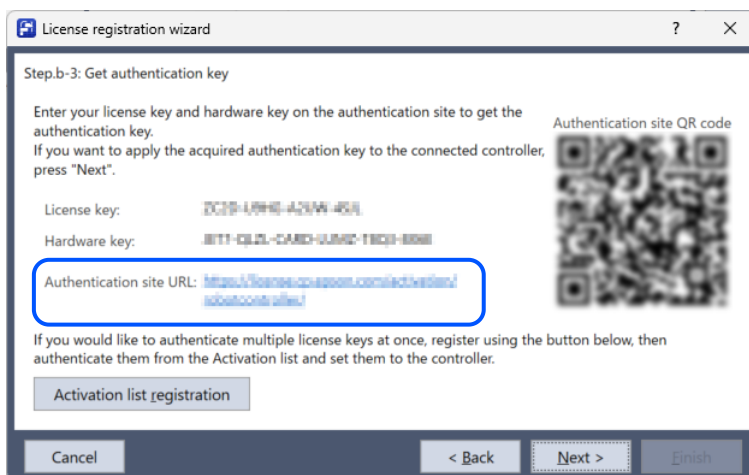 License registration wizard
?
Step.b-3: Get authentication key
Enter your license key and hardware key on the authentication site to get the
authentication key.
If you want to apply the acquired authentication key to the connected controller,
press "Next".
Authentication site QR code
License key:
Hardware key:
Authentication site URL:
If you would like to authenticate multiple license keys at once, register using the button below, then
authenticate them from the Activation list and set them to the controller.
Activation list registration
Cancel
< Back
Next >
Finish